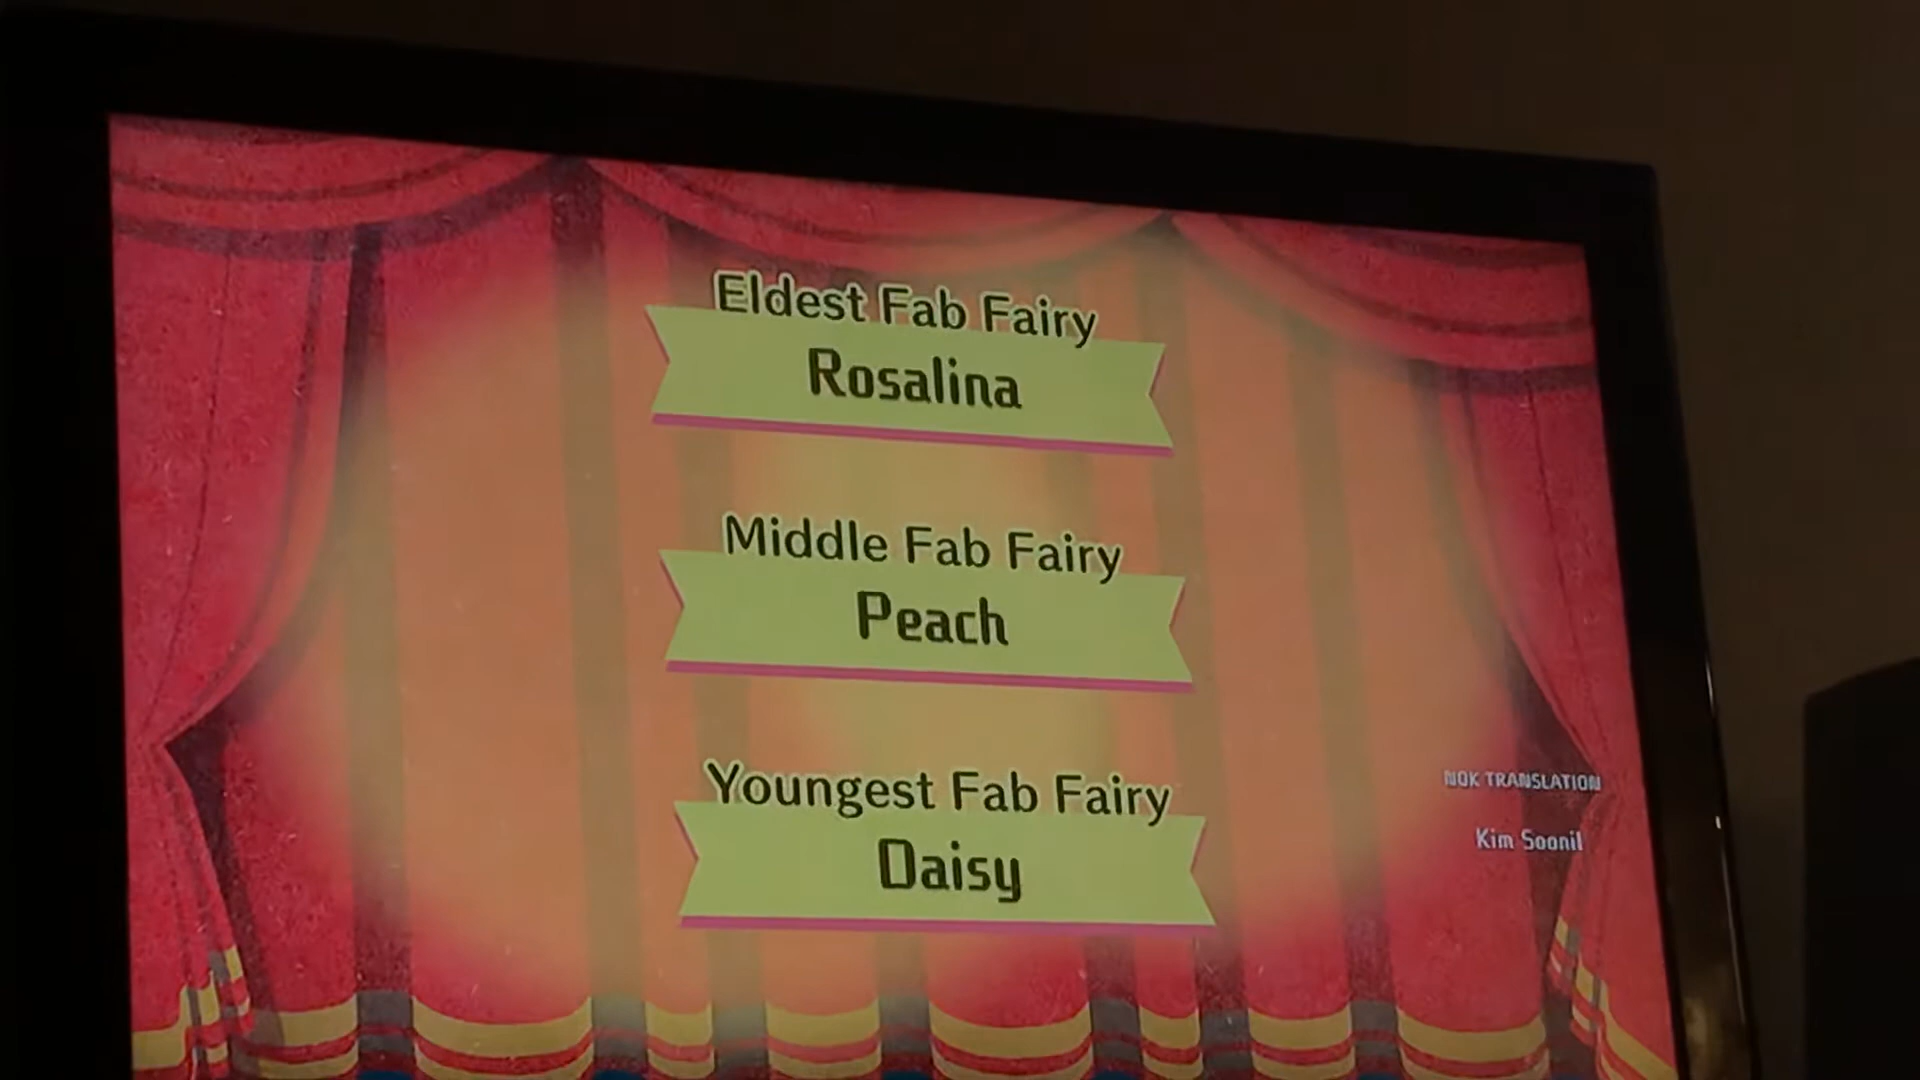 Eldest Fab Fairy
Rosalina
Middle Fab Fairy
Peach
Youngest Fab Fairy
Daisy
NOK TRANSLATION
Kim Soonil